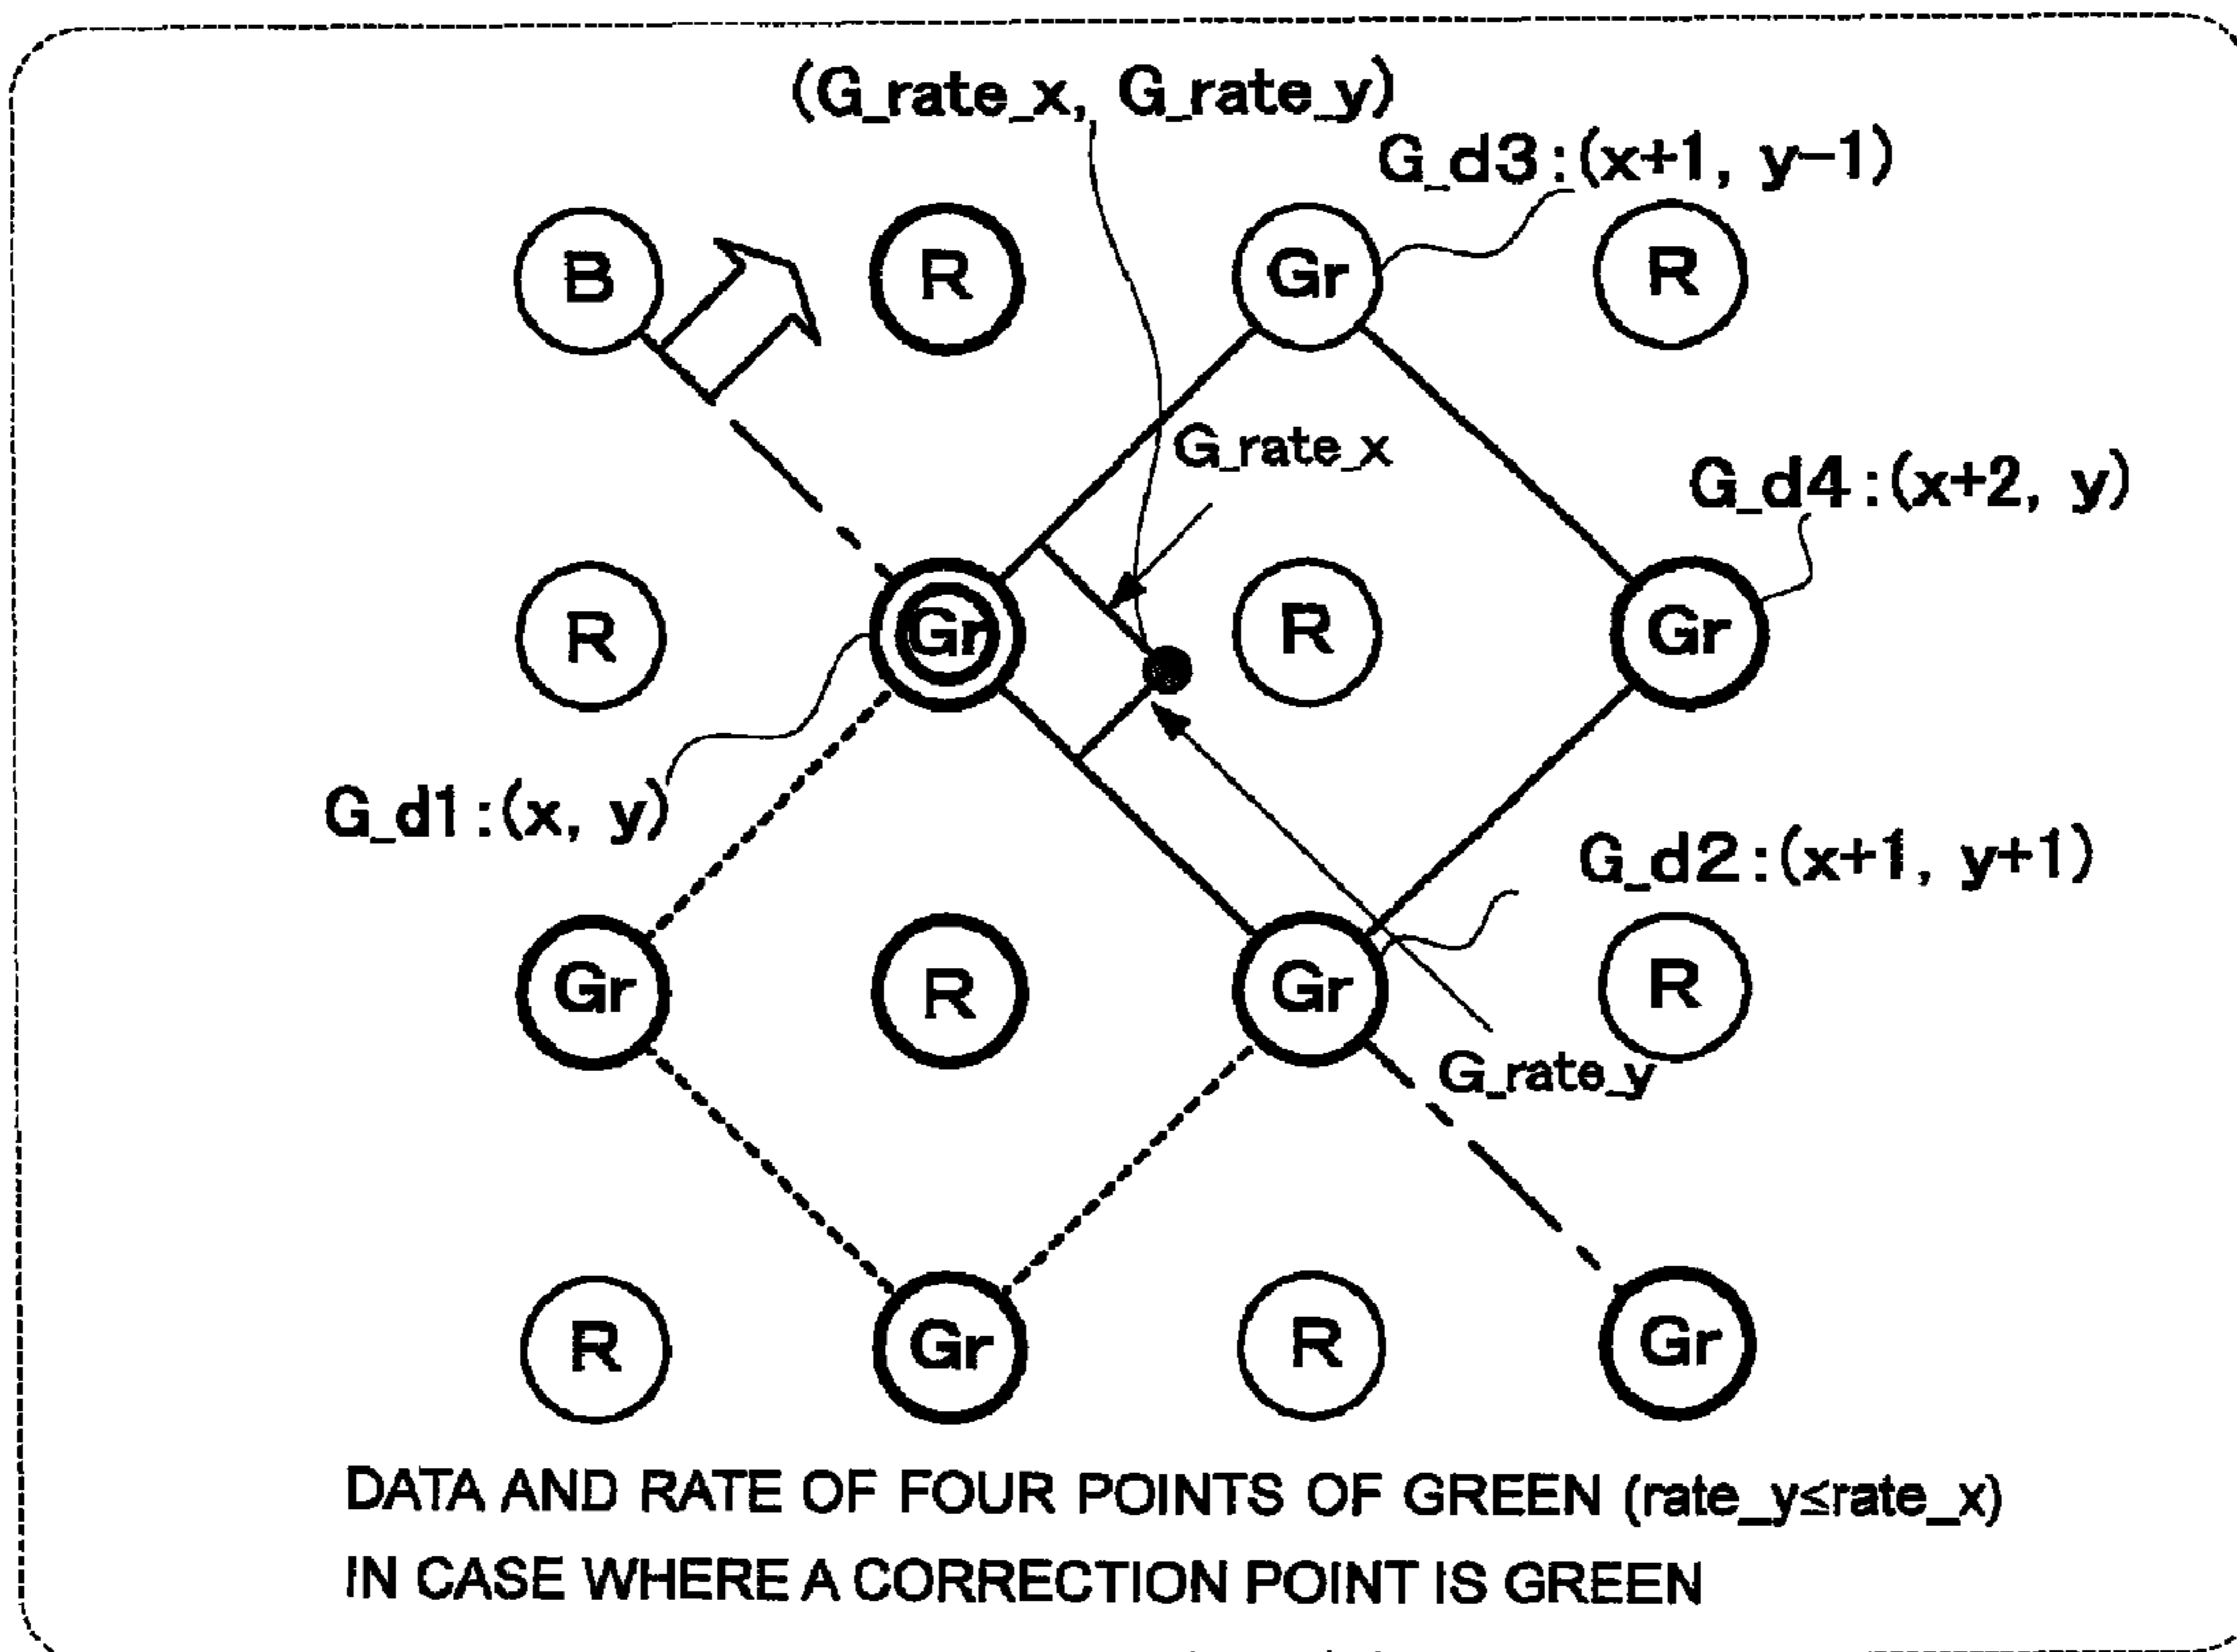 (G_rate_x, G_rate_y)
G_d3:(x+1, y-1)
B R Gr R
G_rate_x
G_d4:(x+2, y)
R Gr R Gr
G_d1:(x, y)
G_d2:(x+1, y+1)
Gr R Gr R
G_rate_y
R Gr R Gr
DATA AND RATE OF FOUR POINTS OF GREEN (rate_y≤rate_x)
IN CASE WHERE A CORRECTION POINT IS GREEN